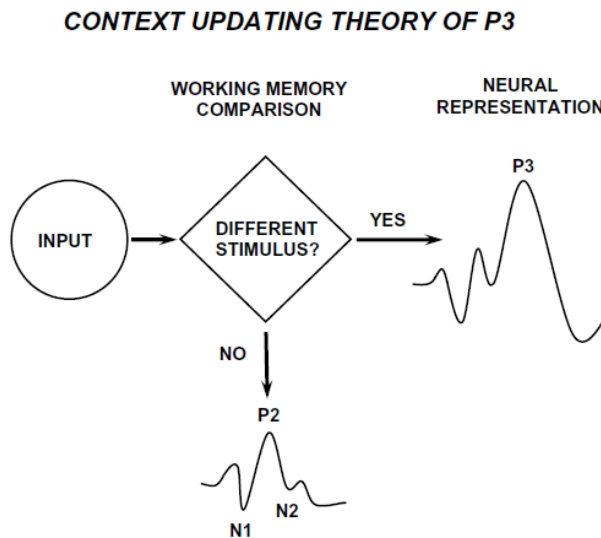 CONTEXT UPDATING THEORY OF P3
WORKING MEMORY
COMPARISON
NEURAL
REPRESENTATION
P3
INPUT
DIFFERENT
STIMULUS?
YES
NO
P2
N1
N2